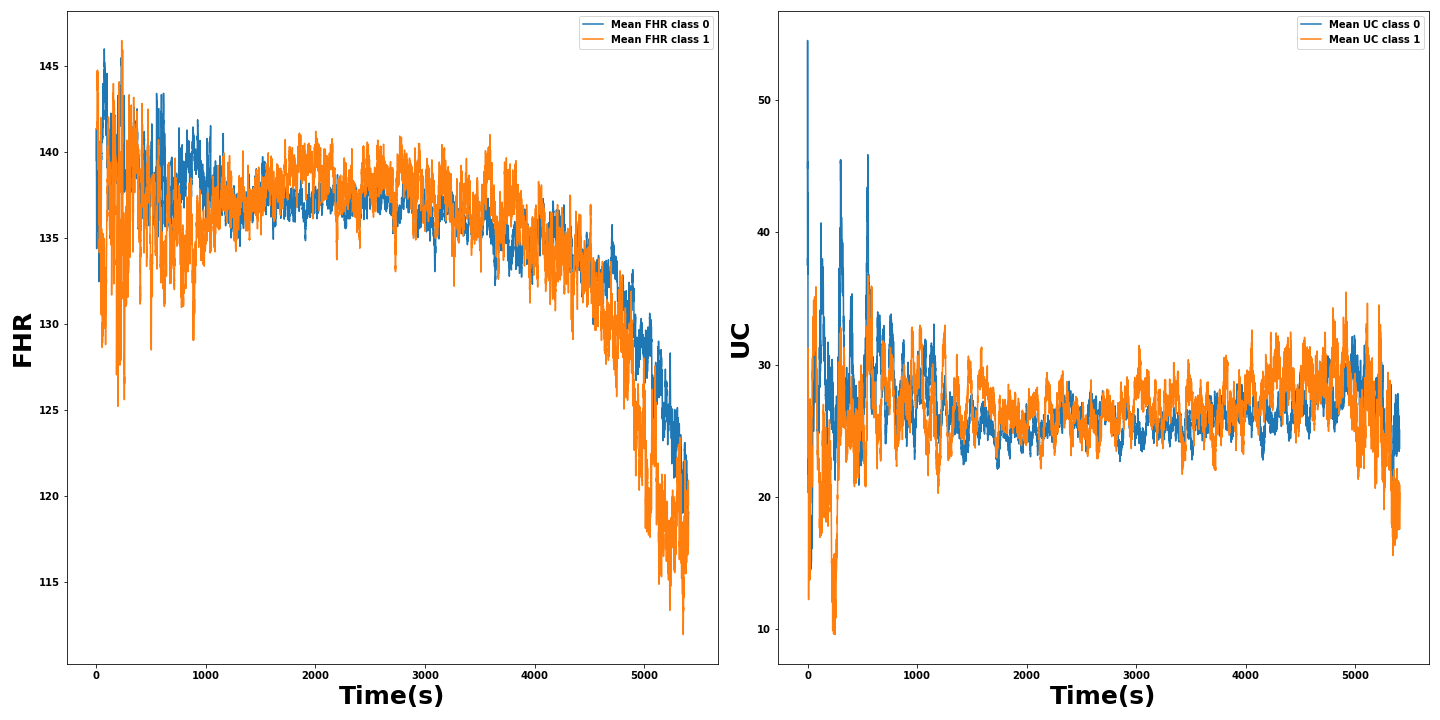 Mean FHR class 0
Mean FHR class 1
145
140
135
130
125
120
115
FHR
0 1000 2000 3000 4000 5000
Time(s)
Mean UC class 0
Mean UC class 1
50
40
30
20
10
UC
0 1000 2000 3000 4000 5000
Time(s)